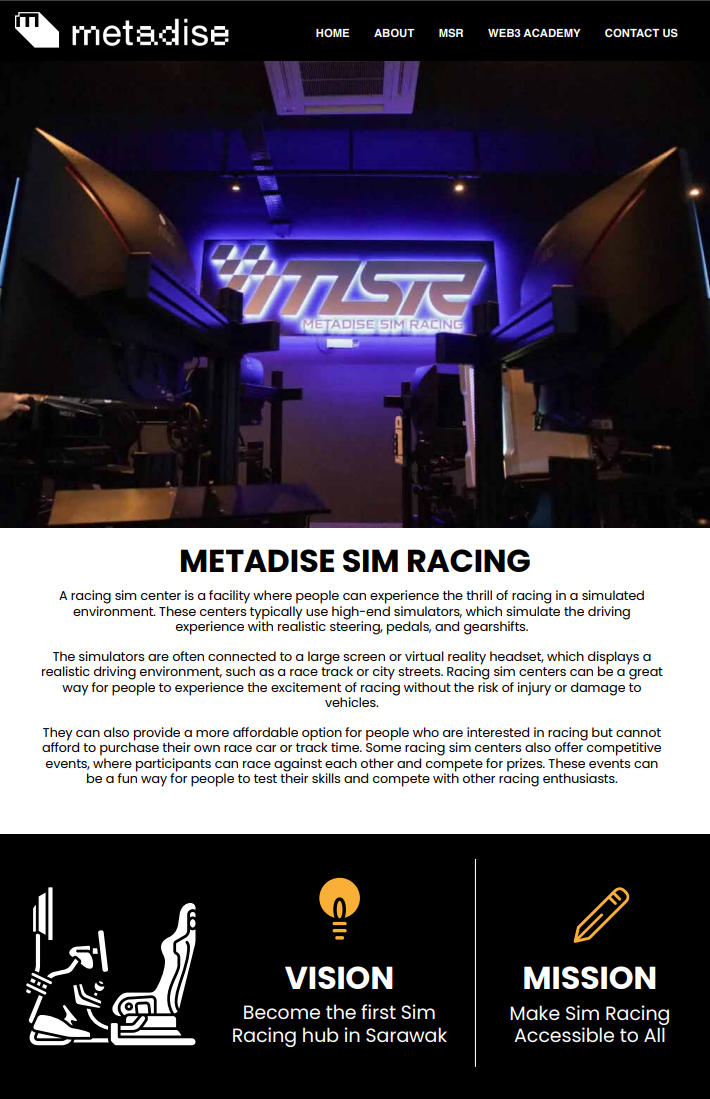 metadise
HOME ABOUT MSR WEB3 ACADEMY CONTACT US
MSR
METADISE SIM RACING
METADISE SIM RACING
A racing sim center is a facility where people can experience the thrill of racing in a simulated
environment. These centers typically use high-end simulators, which simulate the driving
experience with realistic steering, pedals, and gearshifts.
The simulators are often connected to a large screen or virtual reality headset, which displays a
realistic driving environment, such as a race track or city streets. Racing sim centers can be a great
way for people to experience the excitement of racing without the risk of injury or damage to
vehicles.
They can also provide a more affordable option for people who are interested in racing but cannot
afford to purchase their own race car or track time. Some racing sim centers also offer competitive
events, where participants can race against each other and compete for prizes. These events can
be a fun way for people to test their skills and compete with other racing enthusiasts.
VISION
Become the first Sim
Racing hub in Sarawak
MISSION
Make Sim Racing
Accessible to All